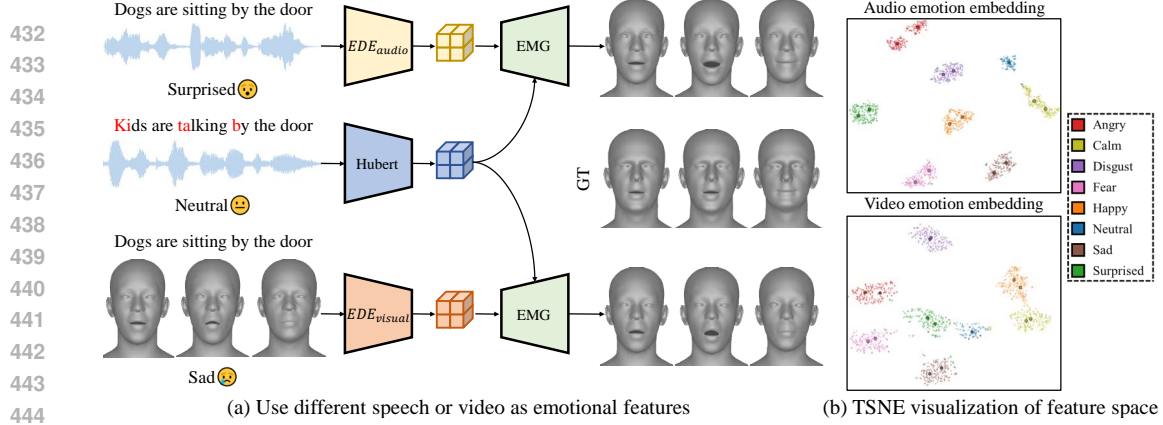 432
433
434
435
436
437
438
439
440
441
442
443
444
Dogs are sitting by the door
Surprised
Kids are talking by the door
Neutral
Dogs are sitting by the door
Sad
EDEaudio
EMG
Hubert
EDEvisual
EMG
GT
(a) Use different speech or video as emotional features
Audio emotion embedding
Video emotion embedding
Angry
Calm
Disgust
Fear
Happy
Neutral
Sad
Surprised
(b) TSNE visualization of feature space